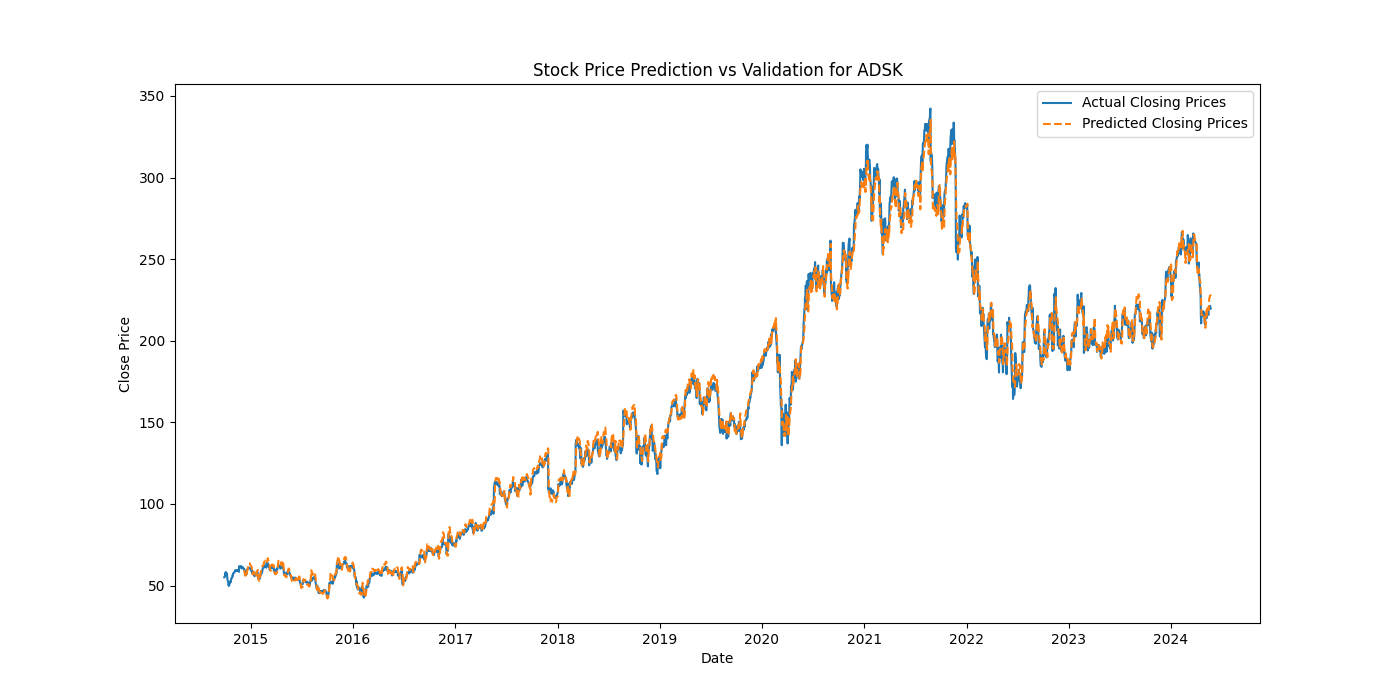 Stock Price Prediction vs Validation for ADSK
Actual Closing Prices
Predicted Closing Prices
350
300
250
200
150
100
50
Close Price
2015 2016 2017 2018 2019 2020 2021 2022 2023 2024
Date